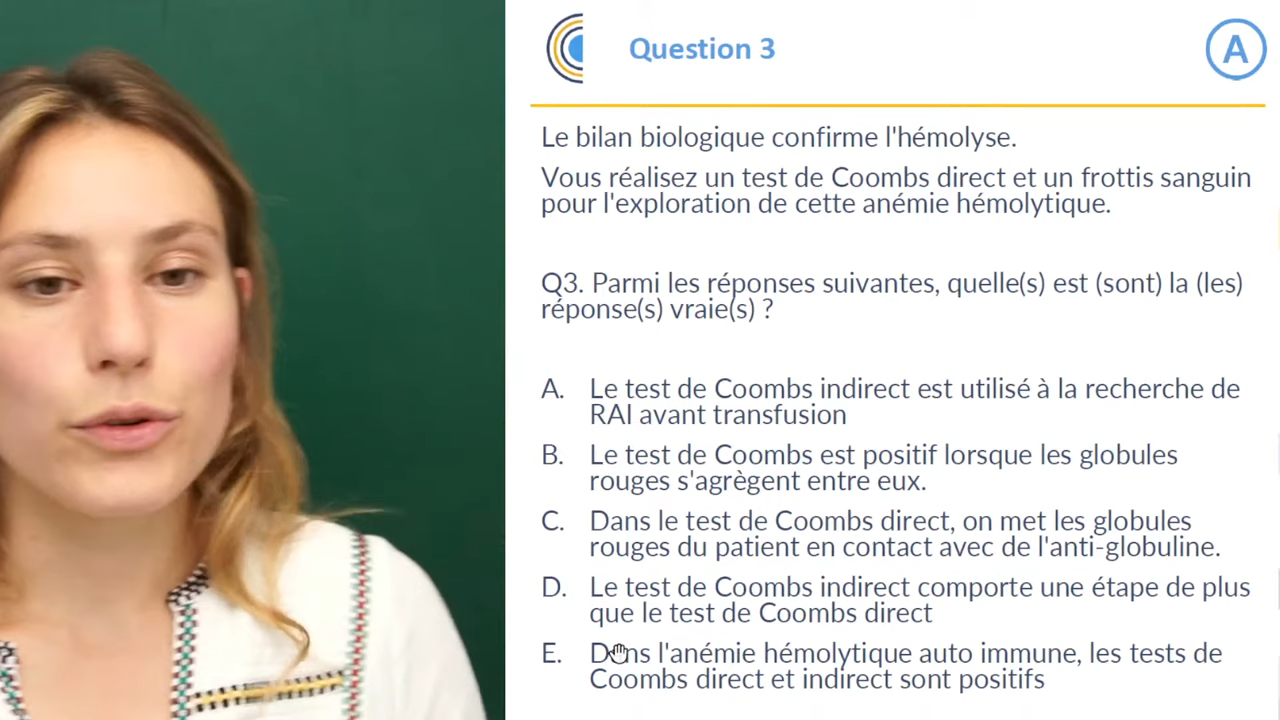 Question 3
A
Le bilan biologique confirme l'hémolyse.
Vous réalisez un test de Coombs direct et un frottis sanguin
pour l'exploration de cette anémie hémolytique.
Q3. Parmi les réponses suivantes, quelle(s) est (sont) la (les)
réponse(s) vraie(s) ?
A. Le test de Coombs indirect est utilisé à la recherche de
RAI avant transfusion
B. Le test de Coombs est positif lorsque les globules
rouges s'agrègent entre eux.
C. Dans le test de Coombs direct, on met les globules
rouges du patient en contact avec de l'anti-globuline.
D. Le test de Coombs indirect comporte une étape de plus
que le test de Coombs direct
E. Dans l'anémie hémolytique auto immune, les tests de
Coombs direct et indirect sont positifs